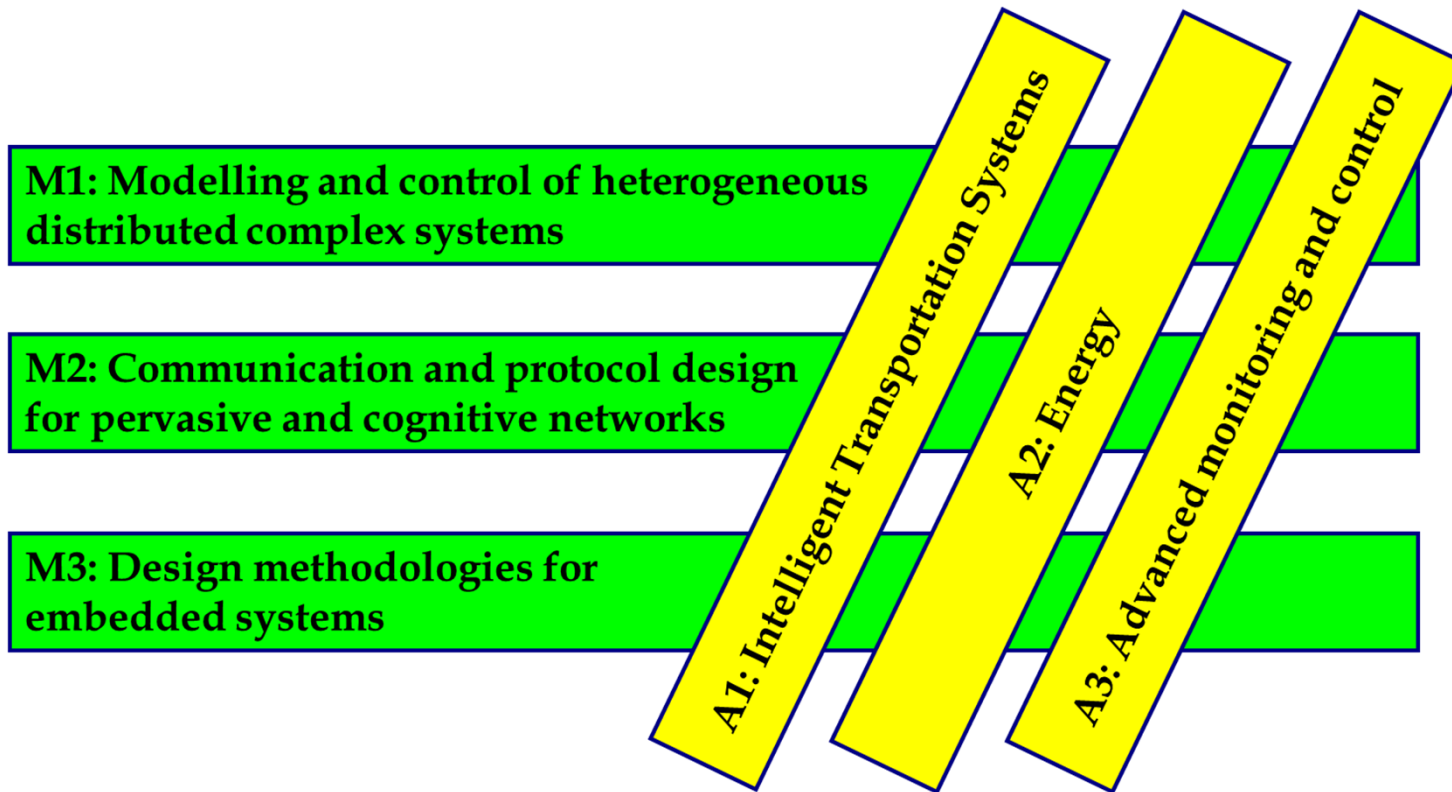 M1: Modelling and control of heterogeneous
distributed complex systems
M2: Communication and protocol design
for pervasive and cognitive networks
M3: Design methodologies for
embedded systems
A1: Intelligent Transportation Systems
A2: Energy
A3: Advanced monitoring and control